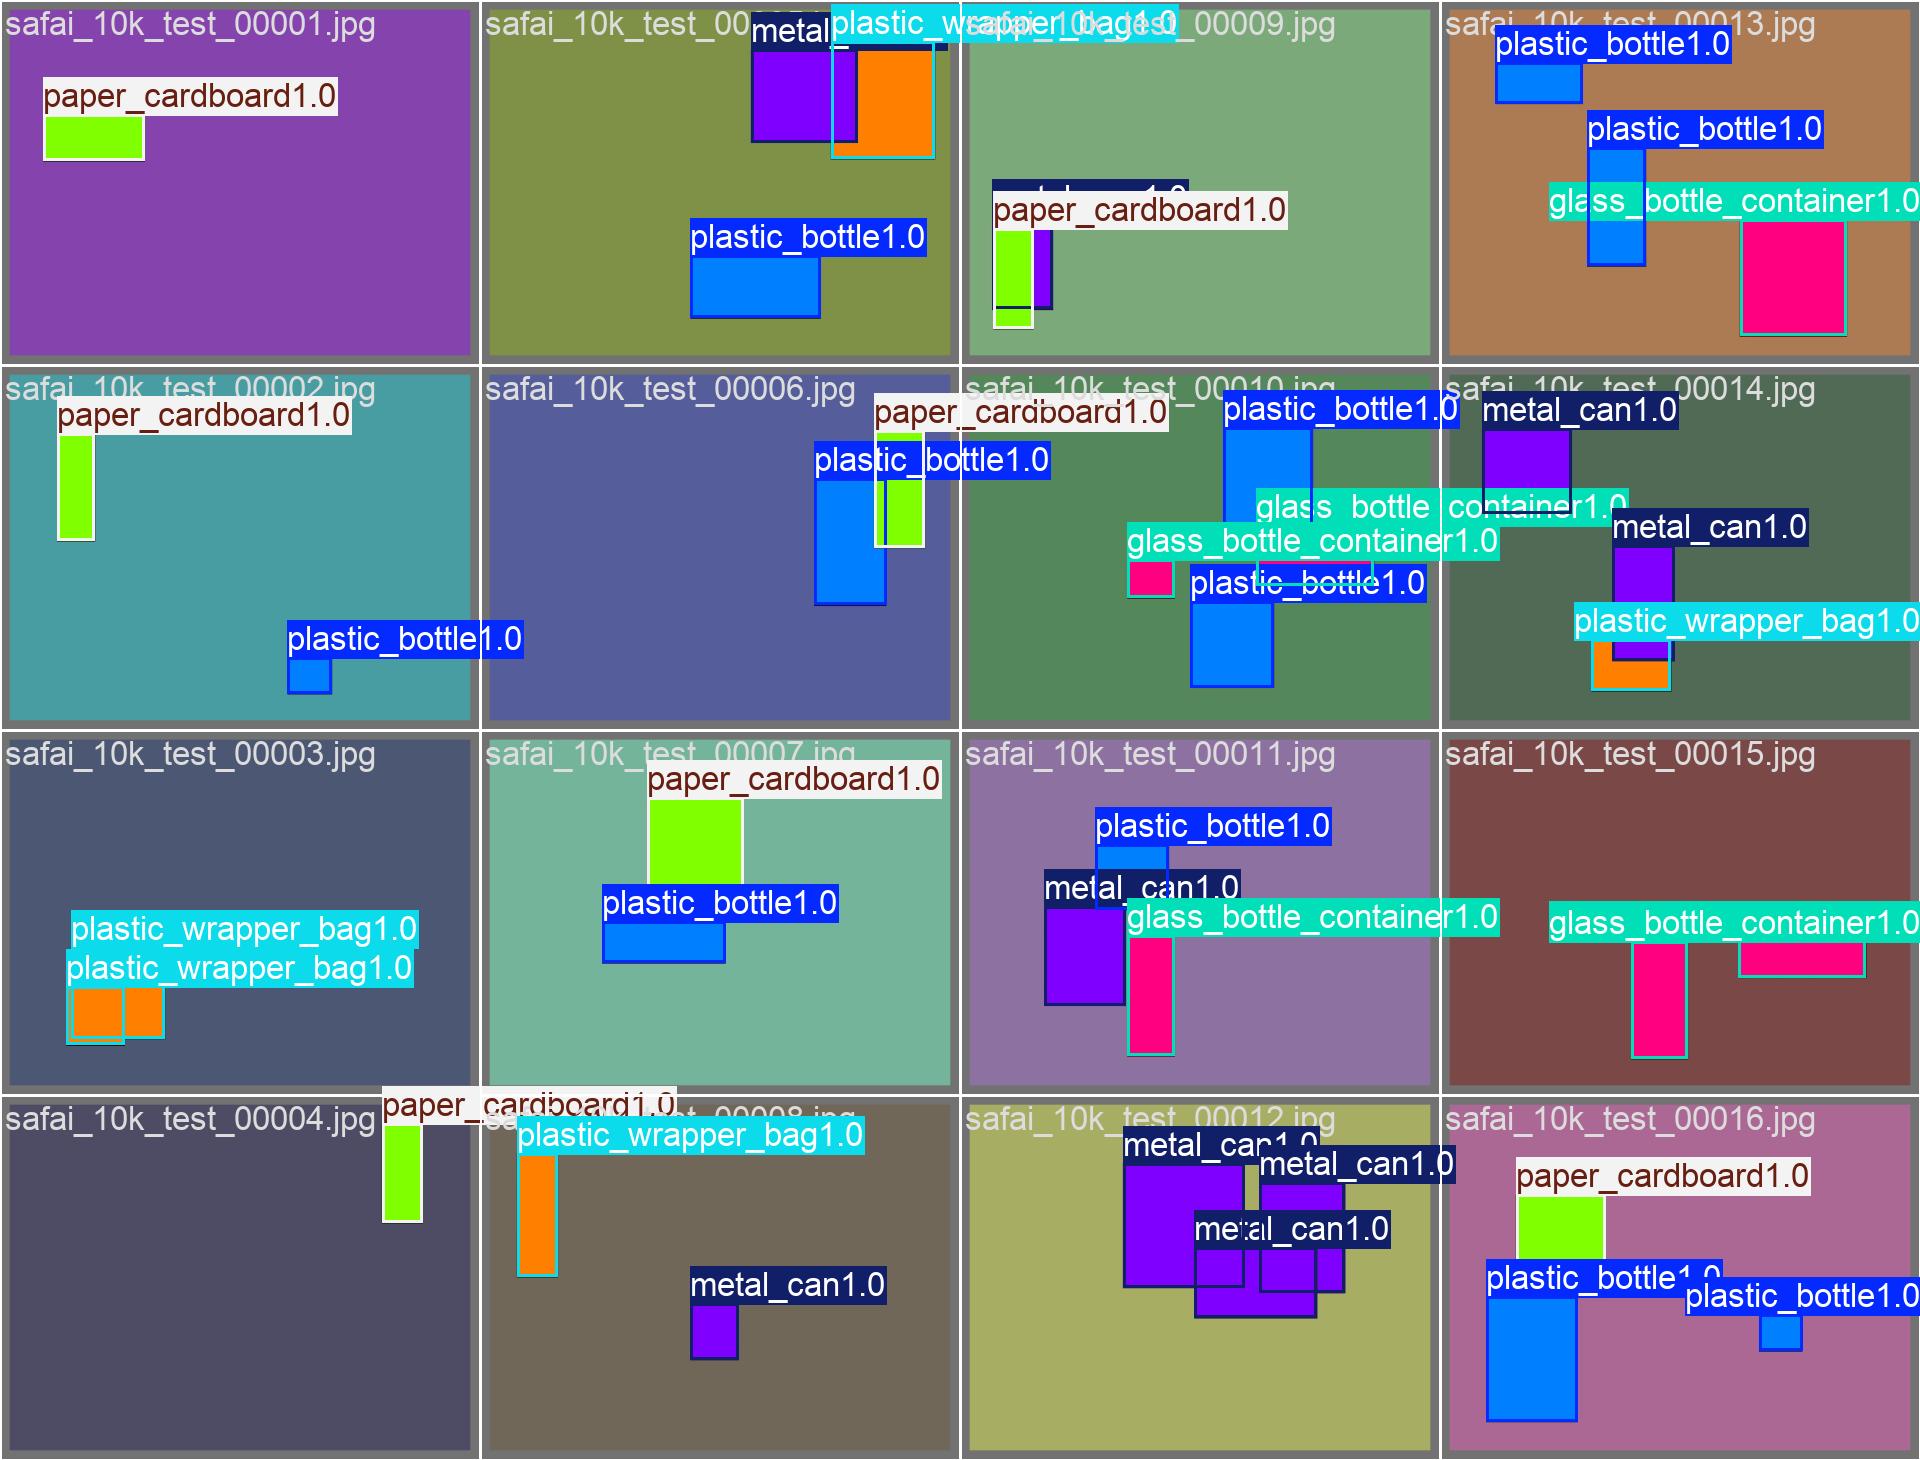 safai_10k_test_00001.jpg
paper_cardboard1.0
metal_
plastic_wrapper_bag1.0
plastic_bottle1.0
paper_cardboard1.0
safai_10k_test_00013.jpg
plastic_bottle1.0
plastic_bottle1.0
glass_bottle_container1.0
safai_10k_test_00002.jpg
paper_cardboard1.0
plastic_bottle1.0
safai_10k_test_00006.jpg
paper_cardboard1.0
plastic_bottle1.0
safai_10k_test_00010.jpg
plastic_bottle1.0
glass_bottle_container1.0
glass_bottle_container1.0
plastic_bottle1.0
safai_10k_test_00014.jpg
metal_can1.0
metal_can1.0
plastic_wrapper_bag1.0
safai_10k_test_00003.jpg
plastic_wrapper_bag1.0
plastic_wrapper_bag1.0
safai_10k_test_00007.jpg
paper_cardboard1.0
plastic_bottle1.0
safai_10k_test_00011.jpg
plastic_bottle1.0
metal_can1.0
glass_bottle_container1.0
safai_10k_test_00015.jpg
glass_bottle_container1.0
safai_10k_test_00004.jpg
paper_cardboard1.0
safai_10k_test_00008.jpg
plastic_wrapper_bag1.0
metal_can1.0
safai_10k_test_00012.jpg
metal_can1.0
metal_can1.0
metal_can1.0
safai_10k_test_00016.jpg
paper_cardboard1.0
plastic_bottle1.0
plastic_bottle1.0